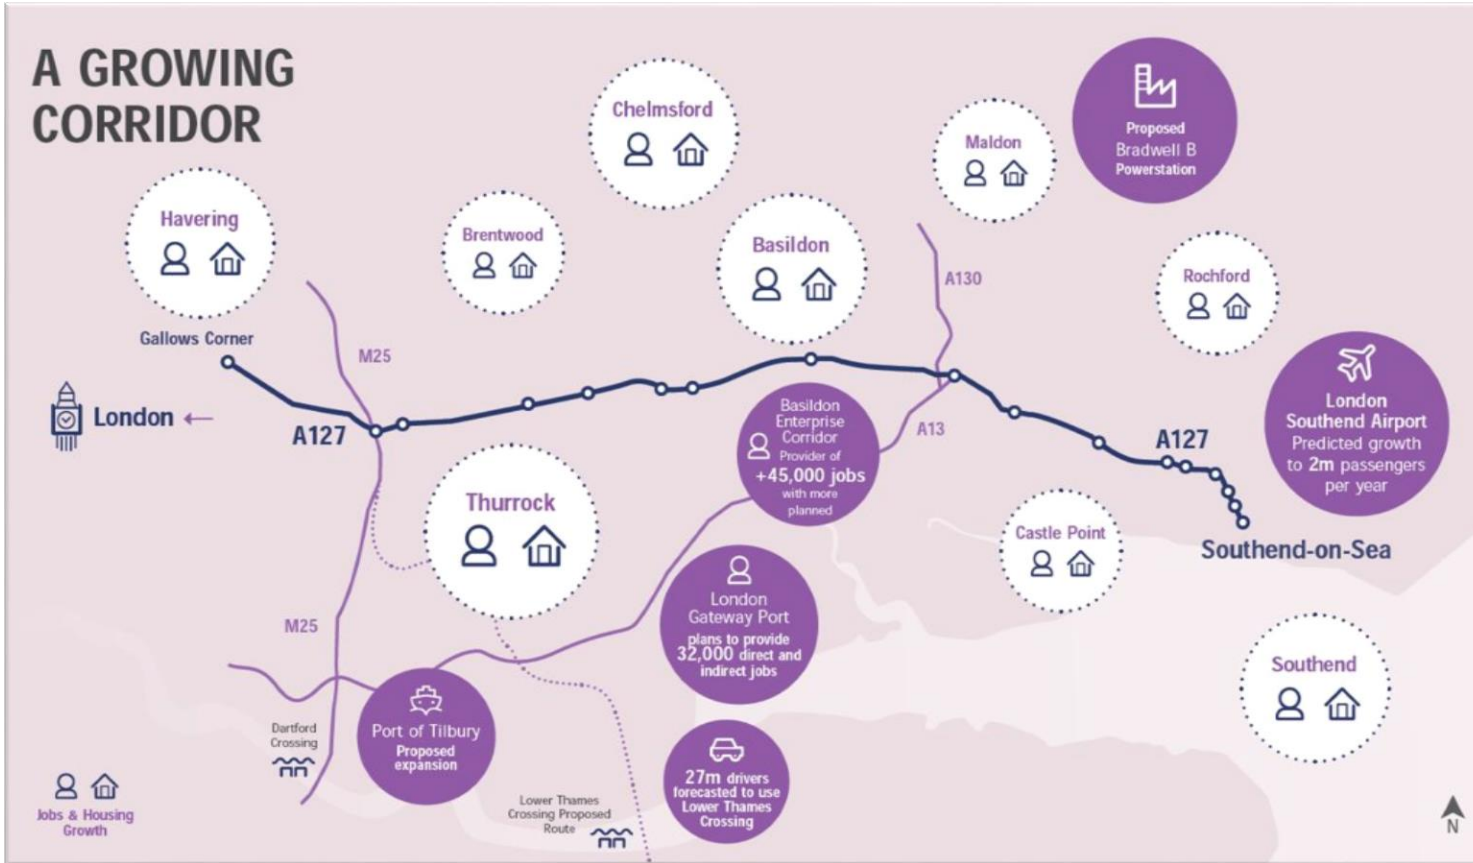 A GROWING
CORRIDOR
Chelmsford
Maldon
Proposed
Bradwell B
Powerstation
Havering
Brentwood
Basildon
Rochford
A130
Gallows Corner
M25
London
A127
Basildon
Enterprise
Corridor
Provider of
+45,000 jobs
with more
planned
A13
A127
London
Southend Airport
Predicted growth
to 2m passengers
per year
Thurrock
Castle Point
Southend-on-Sea
M25
London
Gateway Port
plans to provide
32,000 direct and
indirect jobs
Southend
Dartford
Crossing
Port of Tilbury
Proposed
expansion
27m drivers
forecasted to use
Lower Thames
Crossing
Lower Thames
Crossing Proposed
Route
Jobs & Housing
Growth
N